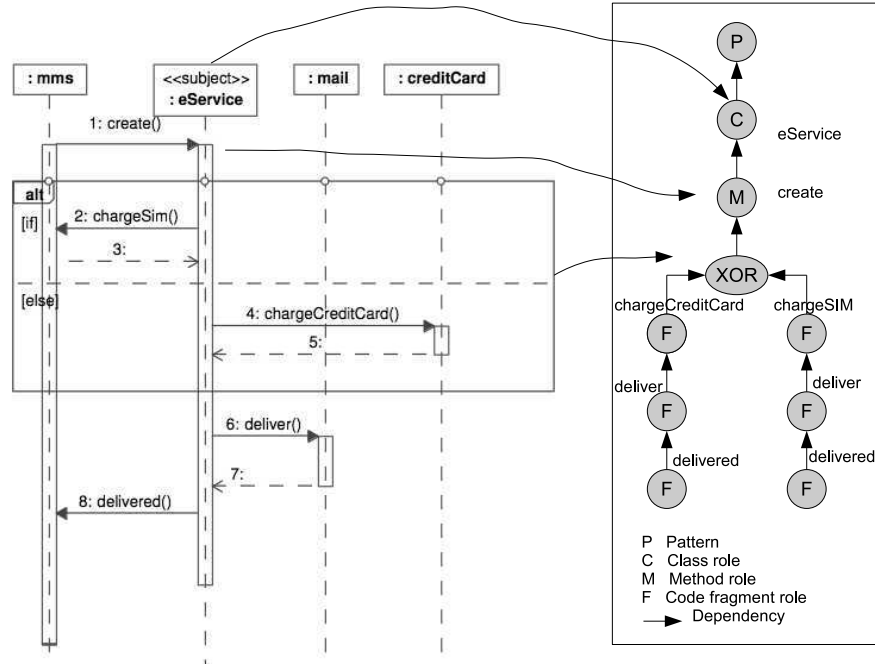 : mms
<<subject>>
: eService
: mail
: creditCard
1: create()
alt
[if]
2: chargeSim()
3:
[else]
4: chargeCreditCard()
5:
6: deliver()
7:
8: delivered()
P
C
eService
M
create
XOR
chargeCreditCard
chargeSIM
F
F
deliver
deliver
F
F
delivered
delivered
F
F
P Pattern
C Class role
M Method role
F Code fragment role
Dependency